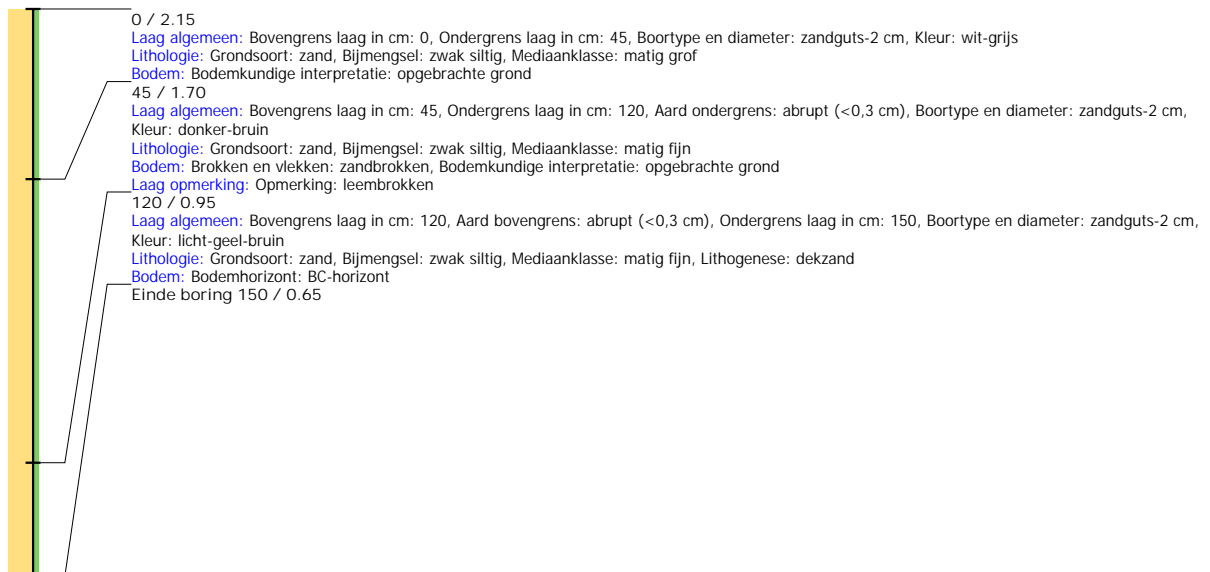 0 / 2.15
Laag algemeen: Bovengrens laag in cm: 0, Ondergrens laag in cm: 45, Boortype en diameter: zandguts-2 cm, Kleur: wit-grijs
Lithologie: Grondsoort: zand, Bijmengsel: zwak siltig, Mediaanklasse: matig grof
Bodem: Bodemkundige interpretatie: opgebrachte grond
45 / 1.70
Laag algemeen: Bovengrens laag in cm: 45, Ondergrens laag in cm: 120, Aard ondergrens: abrupt (<0,3 cm), Boortype en diameter: zandguts-2 cm,
Kleur: donker-bruin
Lithologie: Grondsoort: zand, Bijmengsel: zwak siltig, Mediaanklasse: matig fijn
Bodem: Brokken en vlekken: zandbrokken, Bodemkundige interpretatie: opgebrachte grond
Laag opmerking: Opmerking: leembrokken
120 / 0.95
Laag algemeen: Bovengrens laag in cm: 120, Aard bovengrens: abrupt (<0,3 cm), Ondergrens laag in cm: 150, Boortype en diameter: zandguts-2 cm,
Kleur: licht-geel-bruin
Lithologie: Grondsoort: zand, Bijmengsel: zwak siltig, Mediaanklasse: matig fijn, Lithogenese: dekzand
Bodem: Bodemhorizont: BC-horizont
Einde boring 150 / 0.65